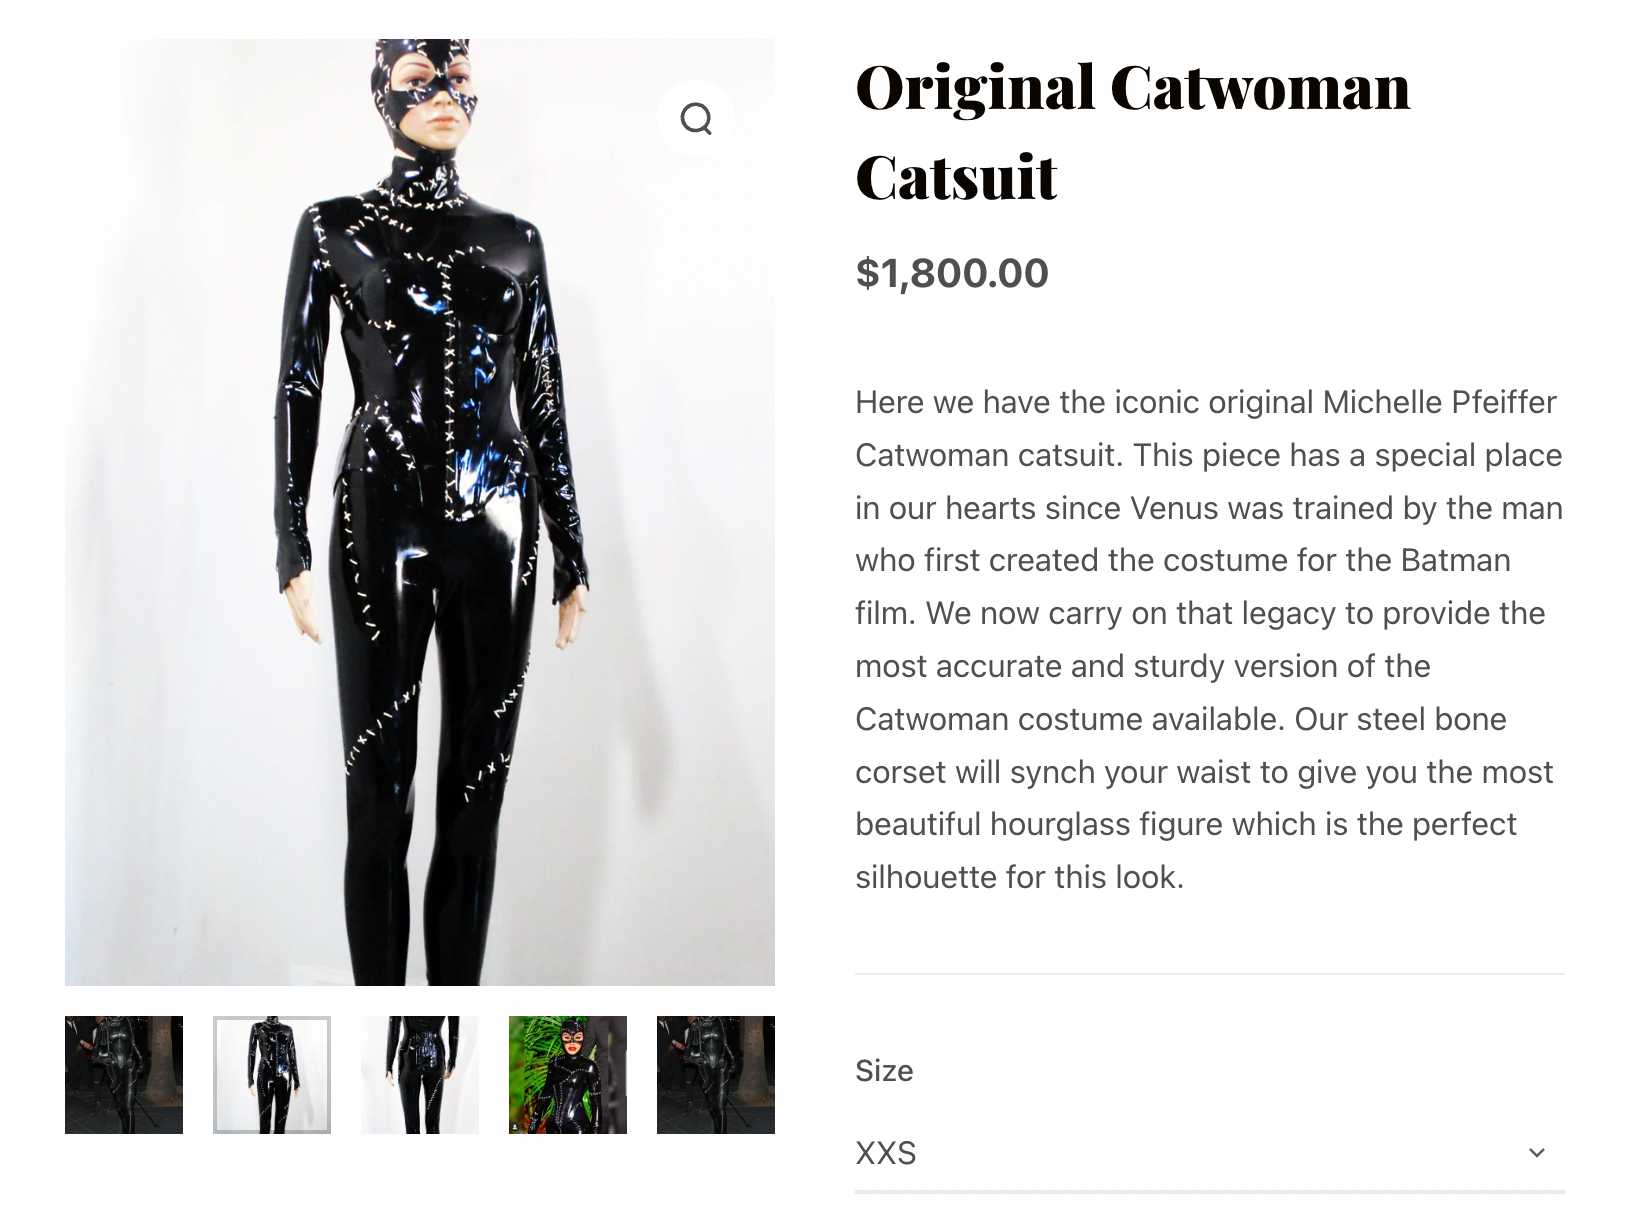 Original Catwoman
Catsuit
$1,800.00
Here we have the iconic original Michelle Pfeiffer
Catwoman catsuit. This piece has a special place
in our hearts since Venus was trained by the man
who first created the costume for the Batman
film. We now carry on that legacy to provide the
most accurate and sturdy version of the
Catwoman costume available. Our steel bone
corset will synch your waist to give you the most
beautiful hourglass figure which is the perfect
silhouette for this look.
Size
XXS